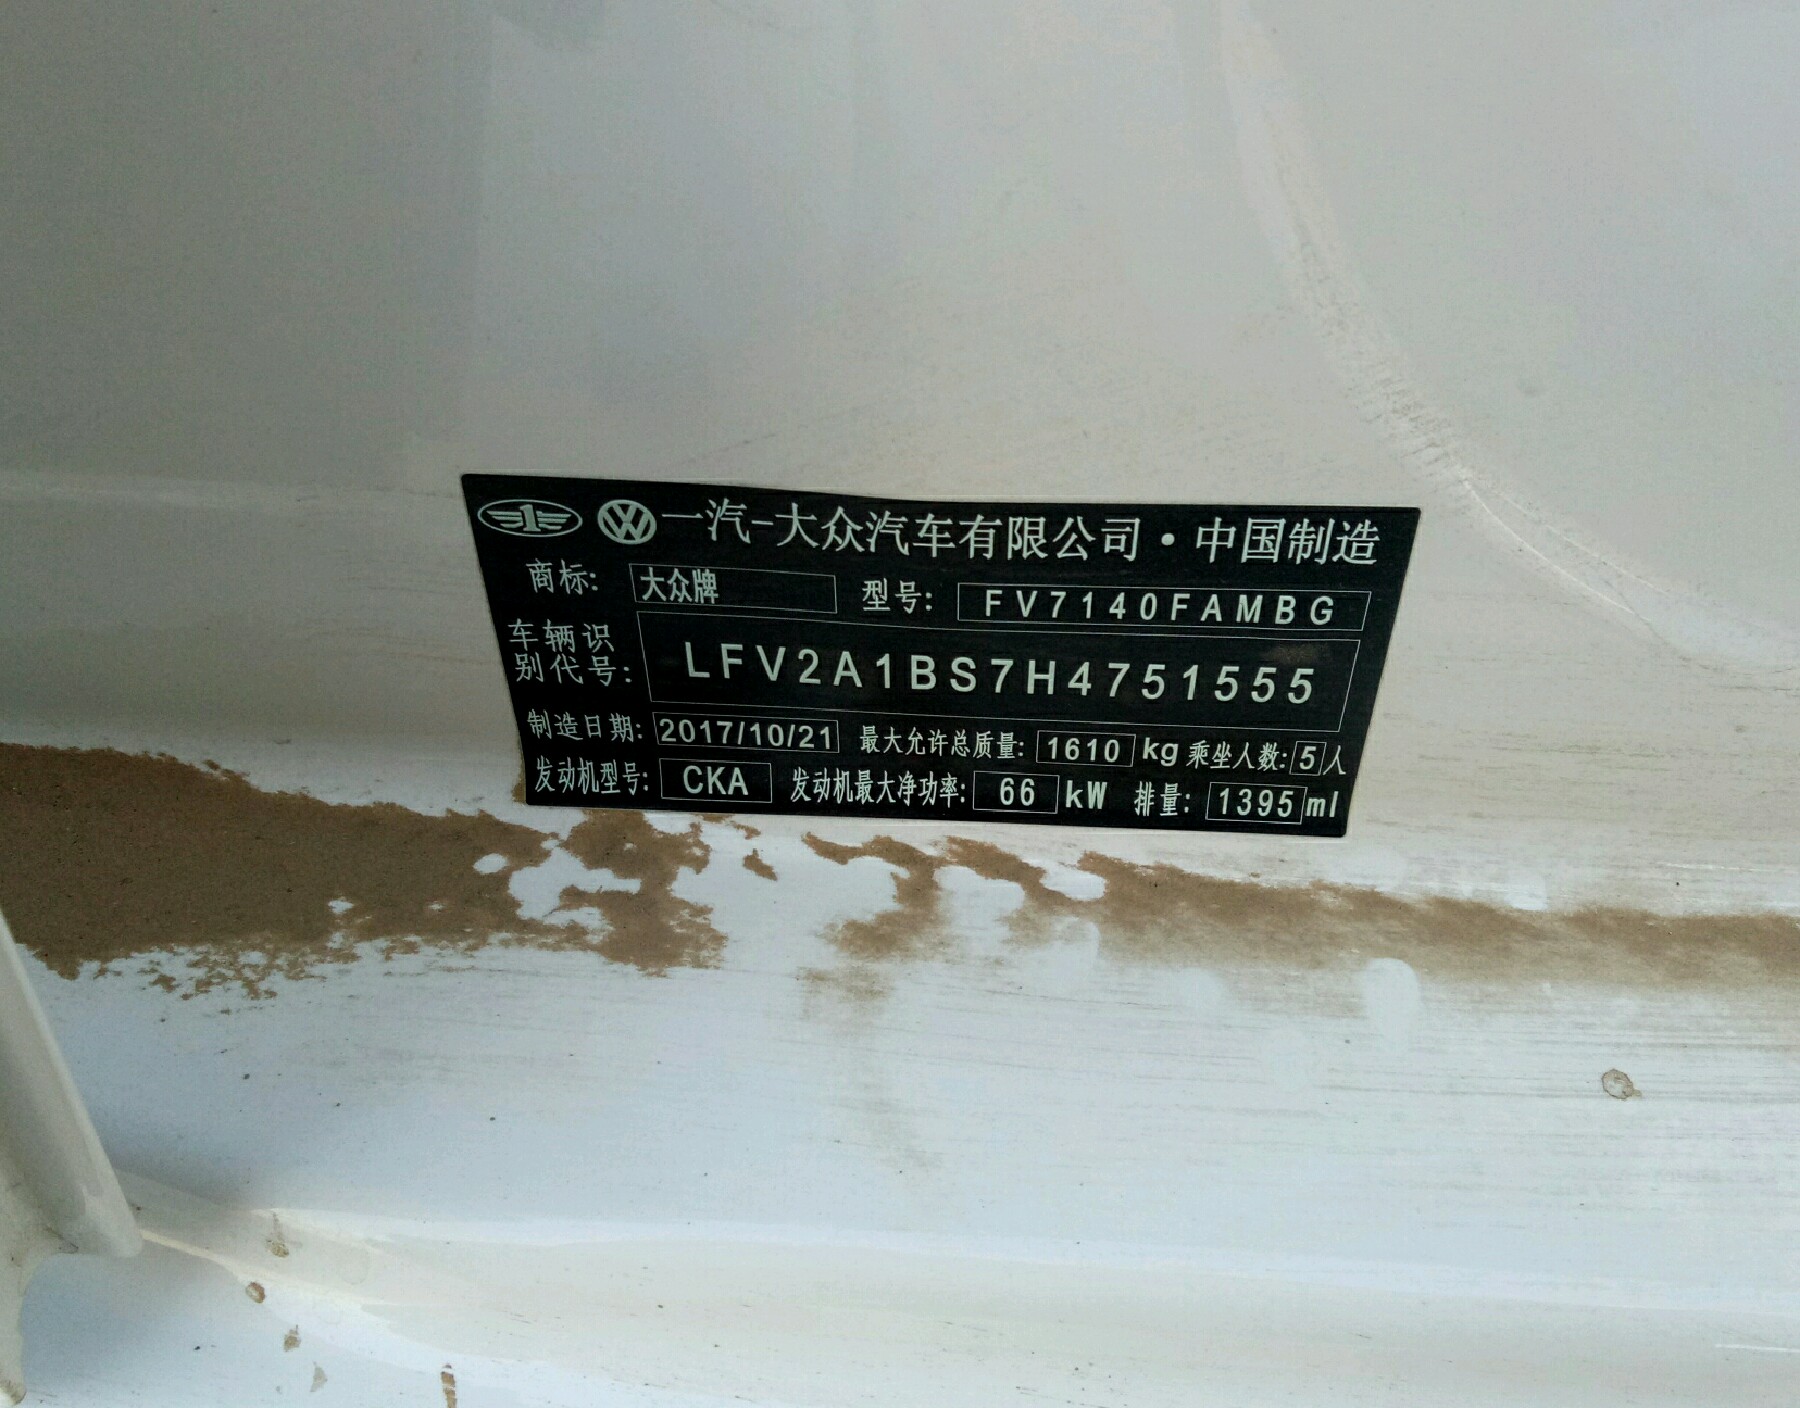 一汽-大众汽车有限公司·中国制造
商标: 大众牌 型号: FV7140FAMBG
车辆识别代号: LFV2A1BS7H4751555
制造日期: 2017/10/21 最大允许总质量: 1610 kg 乘坐人数: 5 人
发动机型号: CKA 发动机最大净功率: 66 kW 排量: 1395 ml